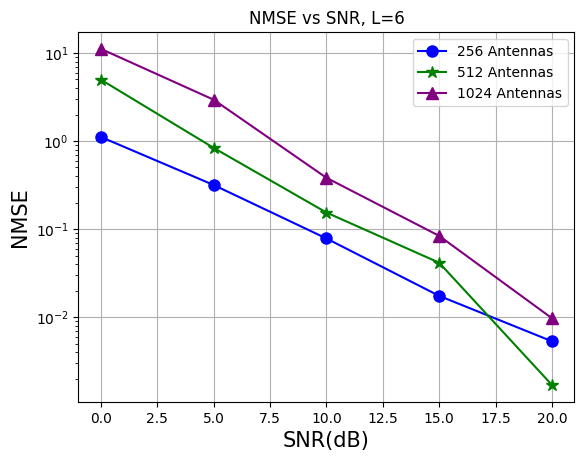 NMSE vs SNR, L=6
256 Antennas
512 Antennas
1024 Antennas
NMSE
10¹
10⁰
10⁻¹
10⁻²
0.0 2.5 5.0 7.5 10.0 12.5 15.0 17.5 20.0
SNR(dB)